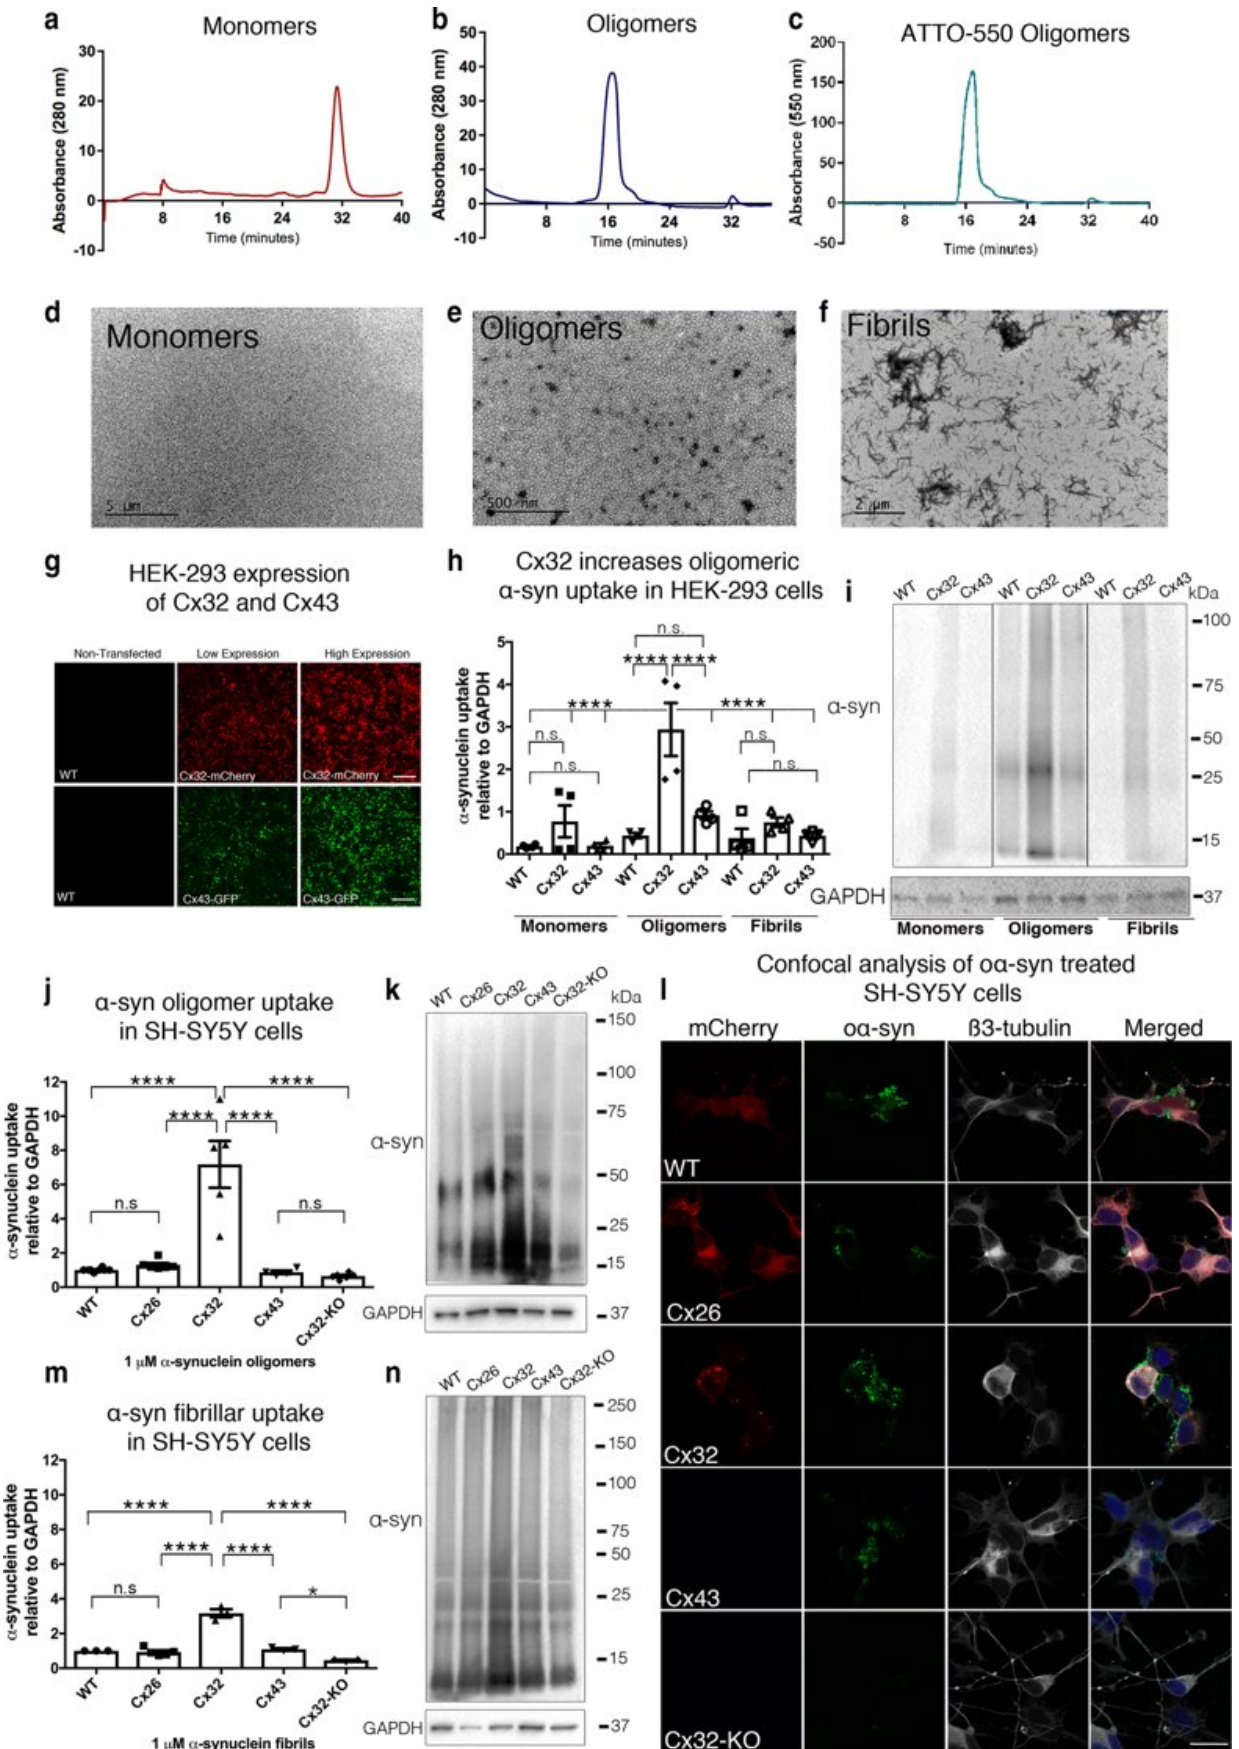 a
Monomers
Absorbance (280 nm)
30
20
10
0
-10
8 16 24 32 40
Time (minutes)
b
Oligomers
Absorbance (280 nm)
50
40
30
20
10
0
-10
8 16 24 32
Time (minutes)
c
ATTO-550 Oligomers
Absorbance (550 nm)
200
150
100
50
0
-50
8 16 24 32 40
Time (minutes)
d
Monomers
5 µm
e
Oligomers
500 nm
f
Fibrils
2 µm
g
HEK-293 expression
of Cx32 and Cx43
Non-Transfected Low Expression High Expression
WT Cx32-mCherry Cx32-mCherry
WT Cx43-GFP Cx43-GFP
h
Cx32 increases oligomeric
α-syn uptake in HEK-293 cells
α-synuclein uptake
relative to GAPDH
5
4
3
2
1
0
n.s.
**** ****
**** ****
n.s. n.s.
n.s. n.s.
WT Cx32 Cx43 WT Cx32 Cx43 WT Cx32 Cx43
Monomers Oligomers Fibrils
i
WT Cx32 Cx43 WT Cx32 Cx43 WT Cx32 Cx43 kDa
100
75
α-syn
50
25
15
GAPDH 37
Monomers Oligomers Fibrils
j
α-syn oligomer uptake
in SH-SY5Y cells
α-synuclein uptake
relative to GAPDH
12
10
8
6
4
2
0
**** ****
**** ****
n.s n.s
WT Cx26 Cx32 Cx43 Cx32-KO
1 µM α-synuclein oligomers
k
WT Cx26 Cx32 Cx43 Cx32-KO
kDa
150
100
75
α-syn
50
25
15
GAPDH 37
l
Confocal analysis of oα-syn treated
SH-SY5Y cells
mCherry oα-syn ß3-tubulin Merged
WT
Cx26
Cx32
Cx43
Cx32-KO
m
α-syn fibrillar uptake
in SH-SY5Y cells
α-synuclein uptake
relative to GAPDH
12
10
8
6
4
2
0
**** ****
**** ****
n.s *
WT Cx26 Cx32 Cx43 Cx32-KO
1 µM α-synuclein fibrils
n
WT Cx26 Cx32 Cx43 Cx32-KO
250
150
100
α-syn
75
50
25
15
GAPDH 37